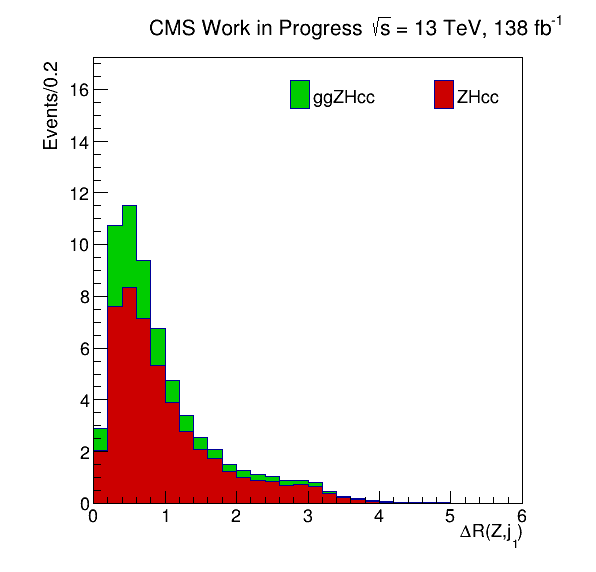 CMS Work in Progress √s = 13 TeV, 138 fb⁻¹
Events/0.2
ggZHcc ZHcc
16
14
12
10
8
6
4
2
0
0 1 2 3 4 5 6
ΔR(Z,j₁)